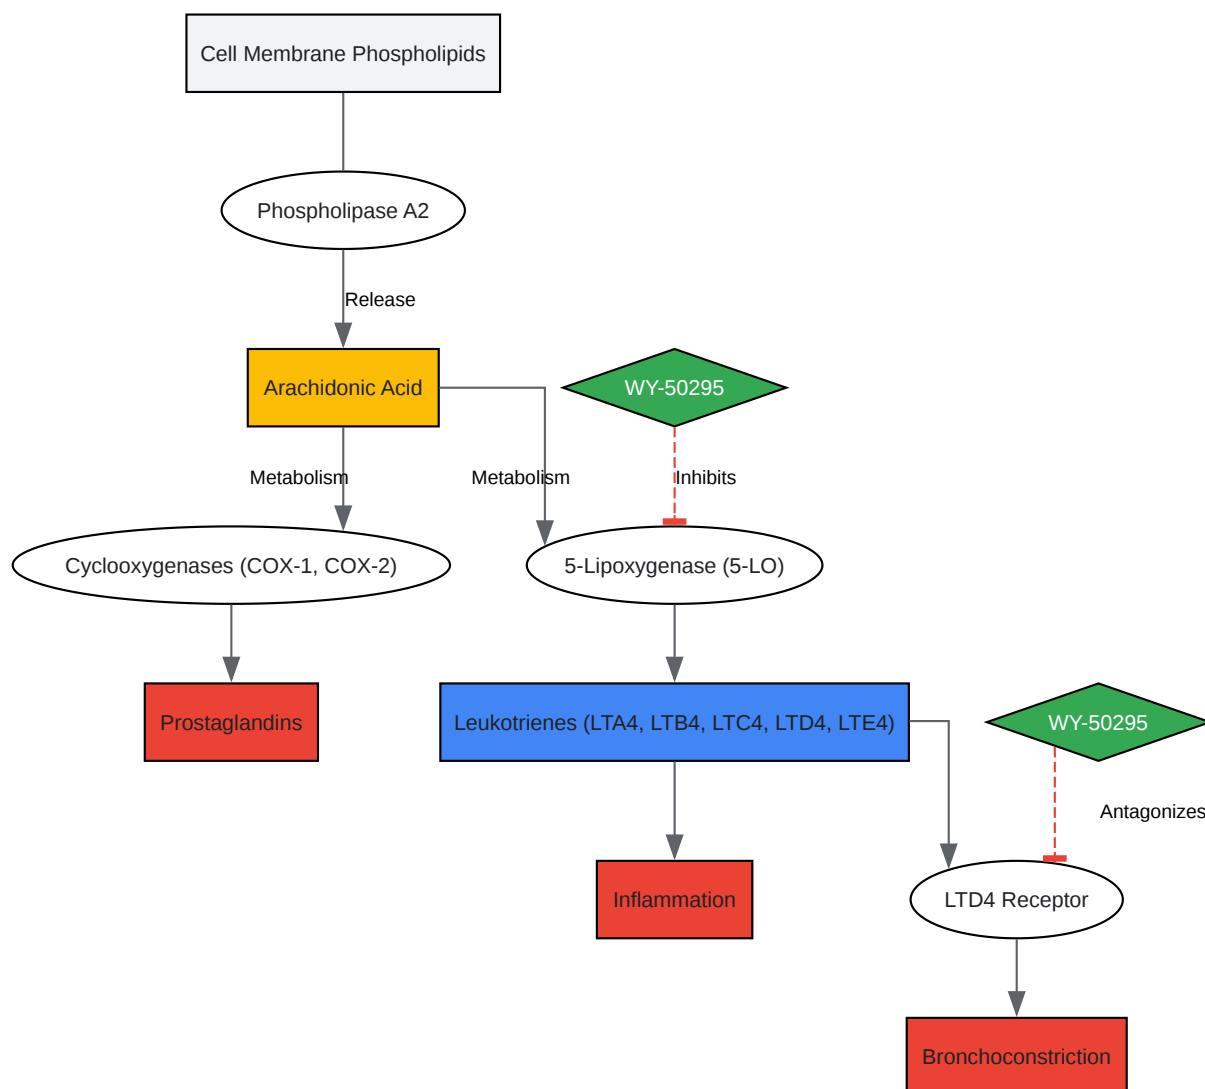 Cell Membrane Phospholipids
Phospholipase A2
Release
Arachidonic Acid
WY-50295
Metabolism
Metabolism
Inhibits
Cyclooxygenases (COX-1, COX-2)
5-Lipoxygenase (5-LO)
Prostaglandins
Leukotrienes (LTA4, LTB4, LTC4, LTD4, LTE4)
WY-50295
Antagonizes
Inflammation
LTD4 Receptor
Bronchoconstriction